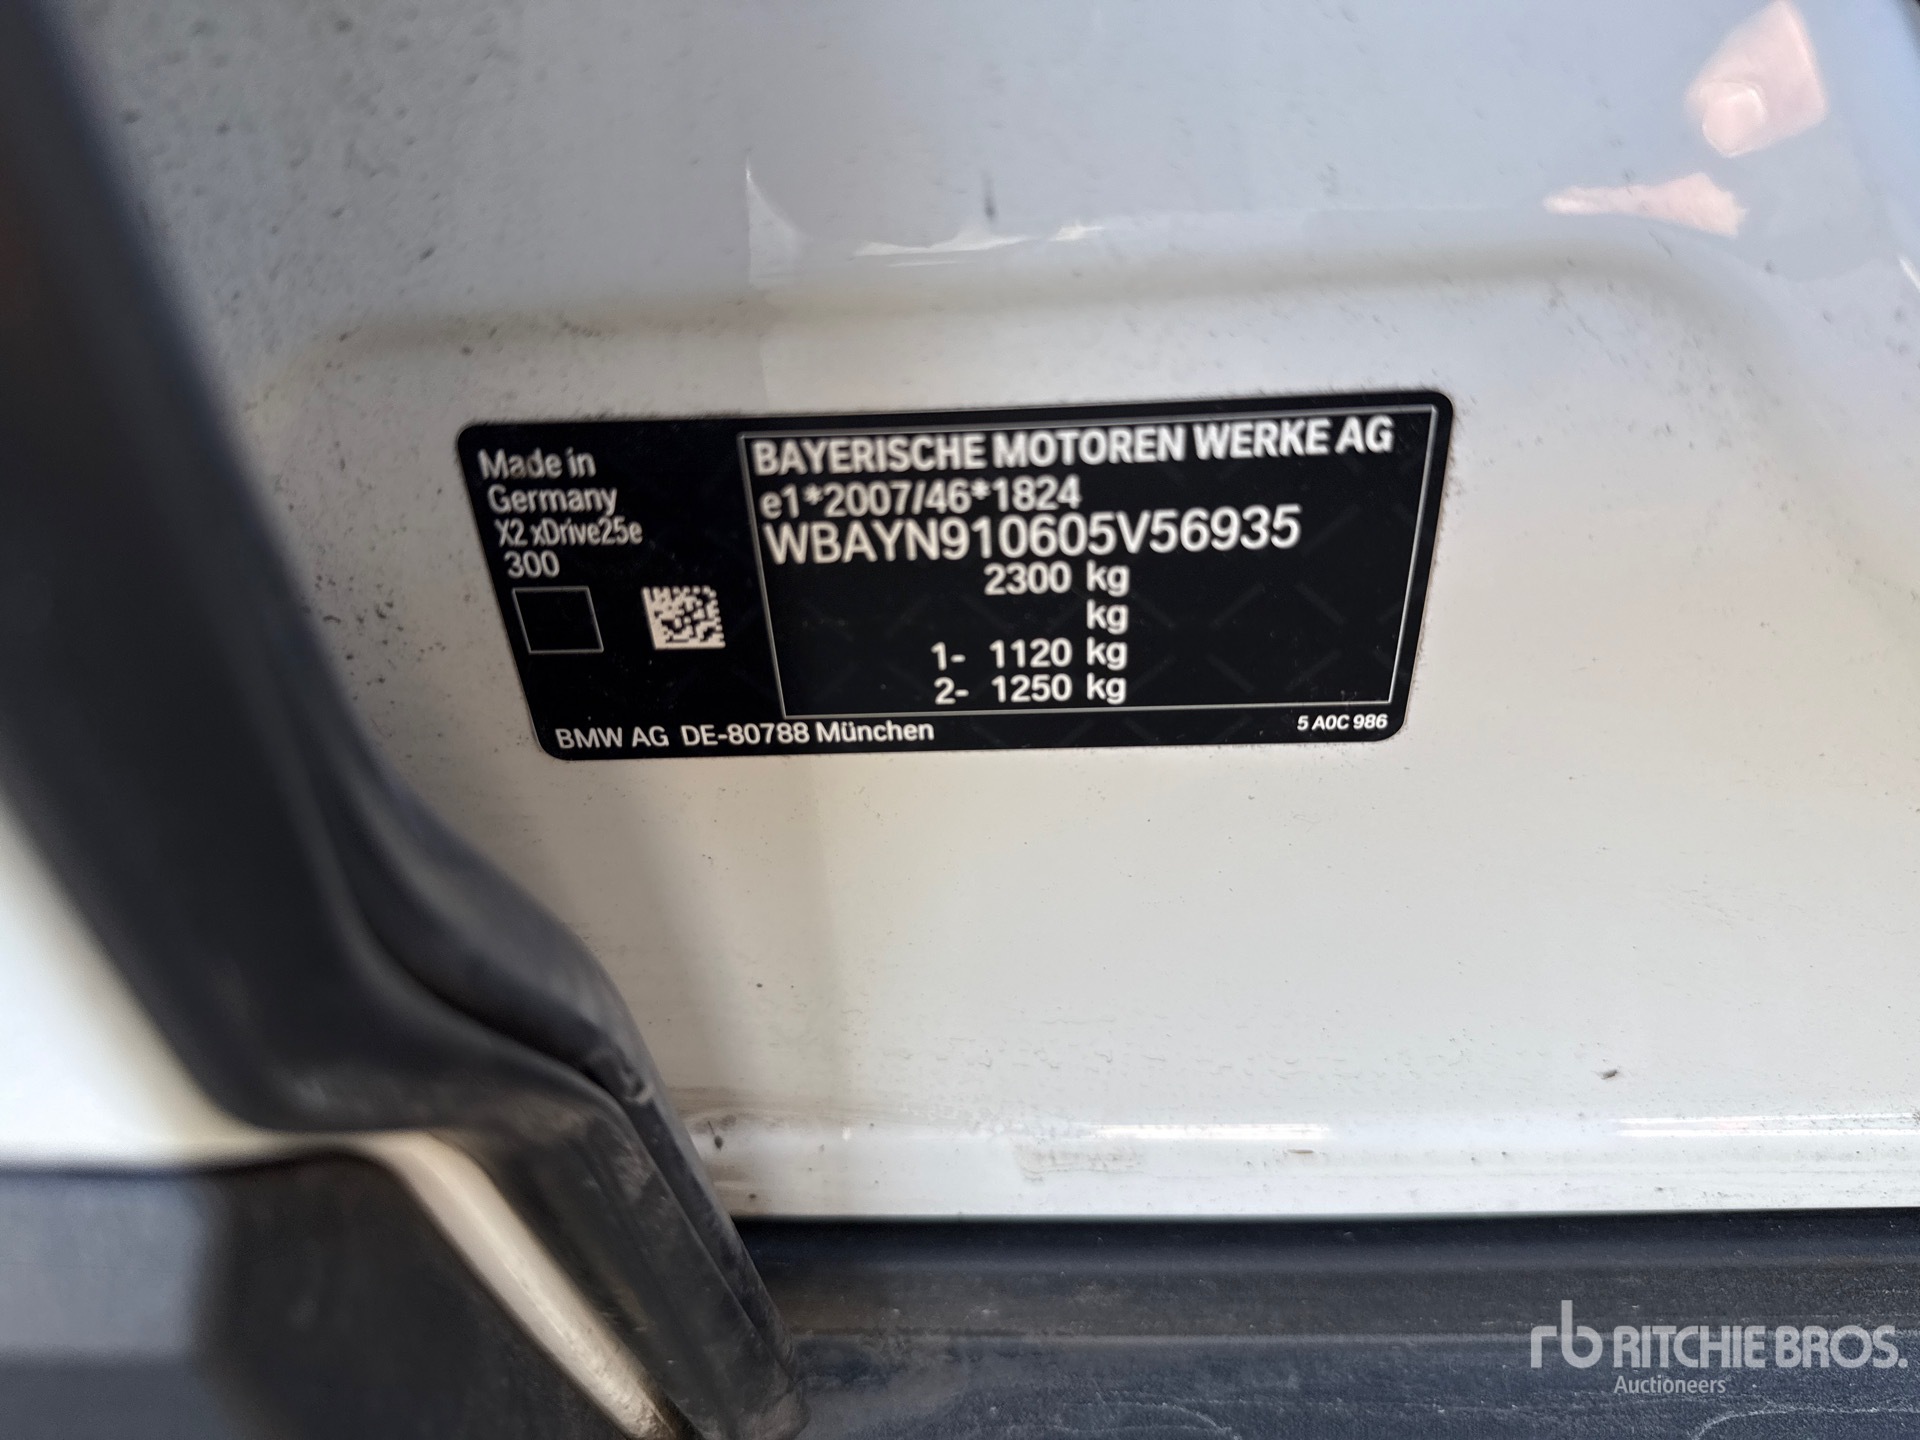 Made in
Germany
X2 xDrive25e
300
BAYERISCHE MOTOREN WERKE AG
e1*2007/46*1824
WBAYN910605V56935
2300 kg
kg
1- 1120 kg
2- 1250 kg
BMW AG DE-80788 München
5 A0C 986
rb RITCHIE BROS.
Auctioneers